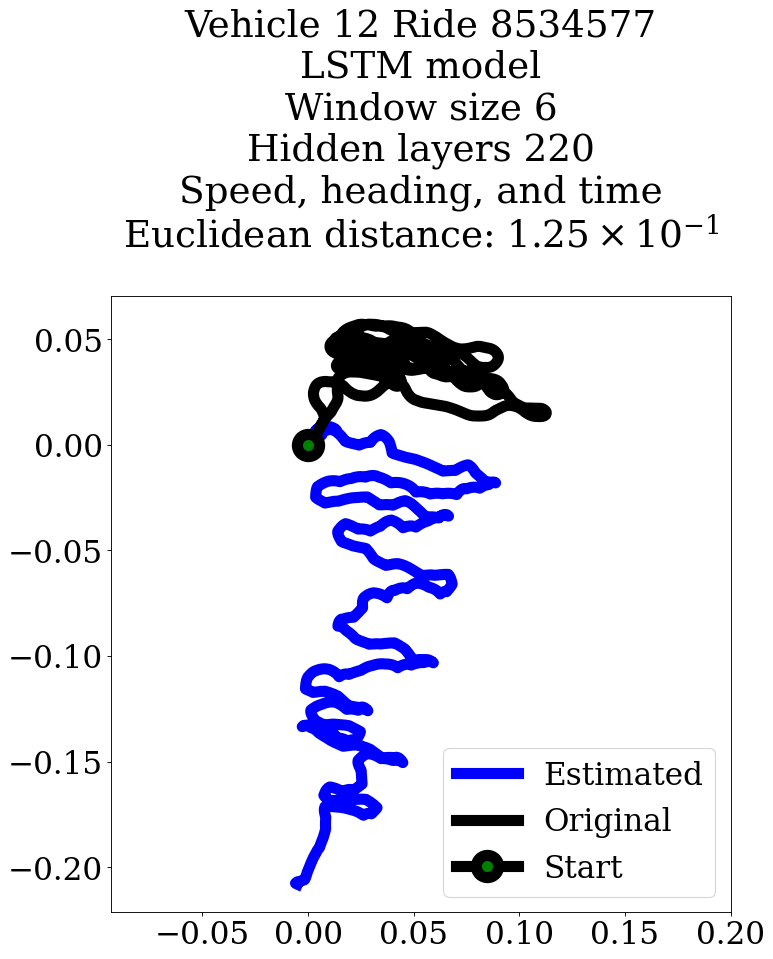 Vehicle 12 Ride 8534577
LSTM model
Window size 6
Hidden layers 220
Speed, heading, and time
Euclidean distance: 1.25 × 10⁻¹
0.05
0.00
−0.05
−0.10
−0.15
−0.20
Estimated
Original
Start
−0.05 0.00 0.05 0.10 0.15 0.20